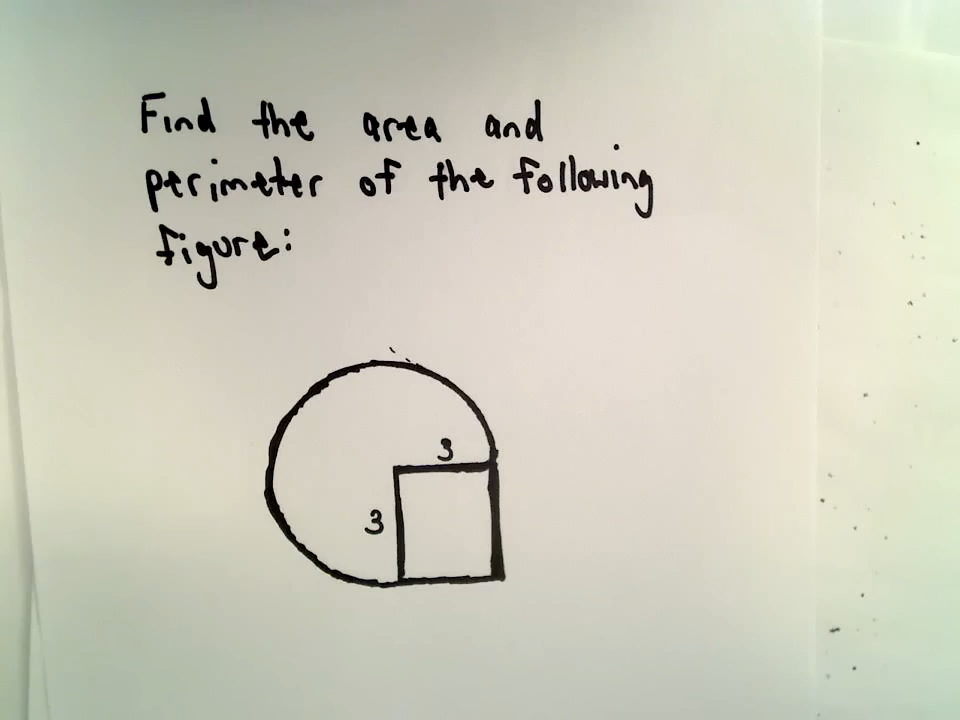 Find the area and
perimeter of the following
figure:
3
3